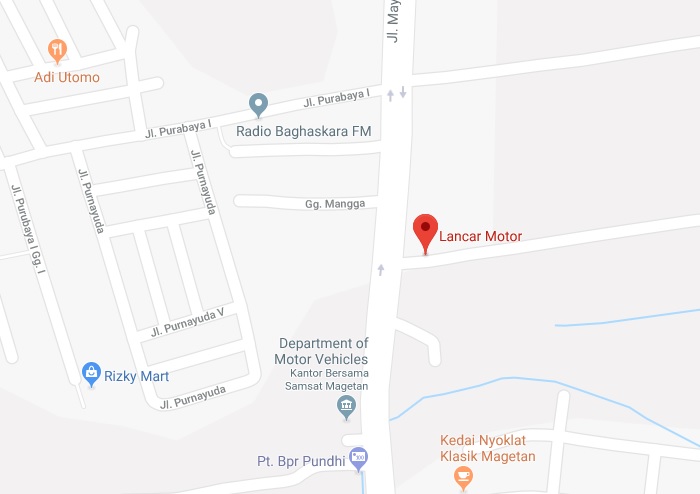 Jl. May
Adi Utomo
Jl. Purabaya I
Radio Baghaskara FM
Jl. Purabaya I
Jl. Purnayuda
Jl. Purnayuda
Jl. Purubaya I Gg. I
Gg. Mangga
Lancar Motor
Jl. Purnayuda V
Department of
Motor Vehicles
Kantor Bersama
Samsat Magetan
Rizky Mart
Jl. Purnayuda
Kedai Nyoklat
Klasik Magetan
Pt. Bpr Pundhi